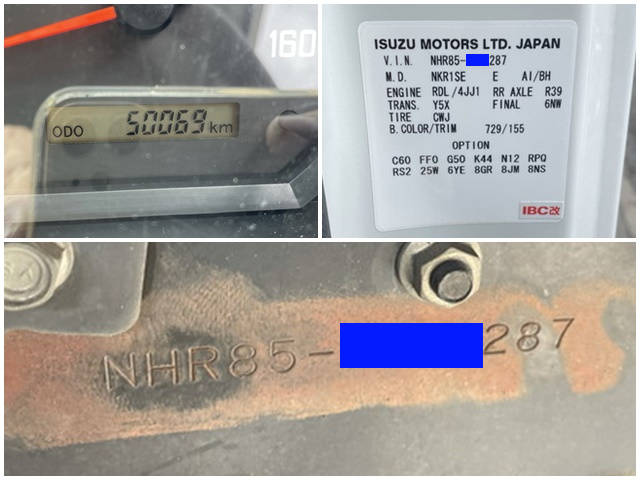 160
ODO 50069 km
ISUZU MOTORS LTD. JAPAN
V.I.N. NHR85- 287
M.D. NKR1SE E AI/BH
ENGINE RDL/4JJ1 RR AXLE R39
TRANS. Y5X FINAL 6NW
TIRE CWJ
B.COLOR/TRIM 729/155
OPTION
C60 FF0 G50 K44 N12 RPQ
RS2 25W 6YE 8GR 8JM 8NS
IBC改
NHR85- 287